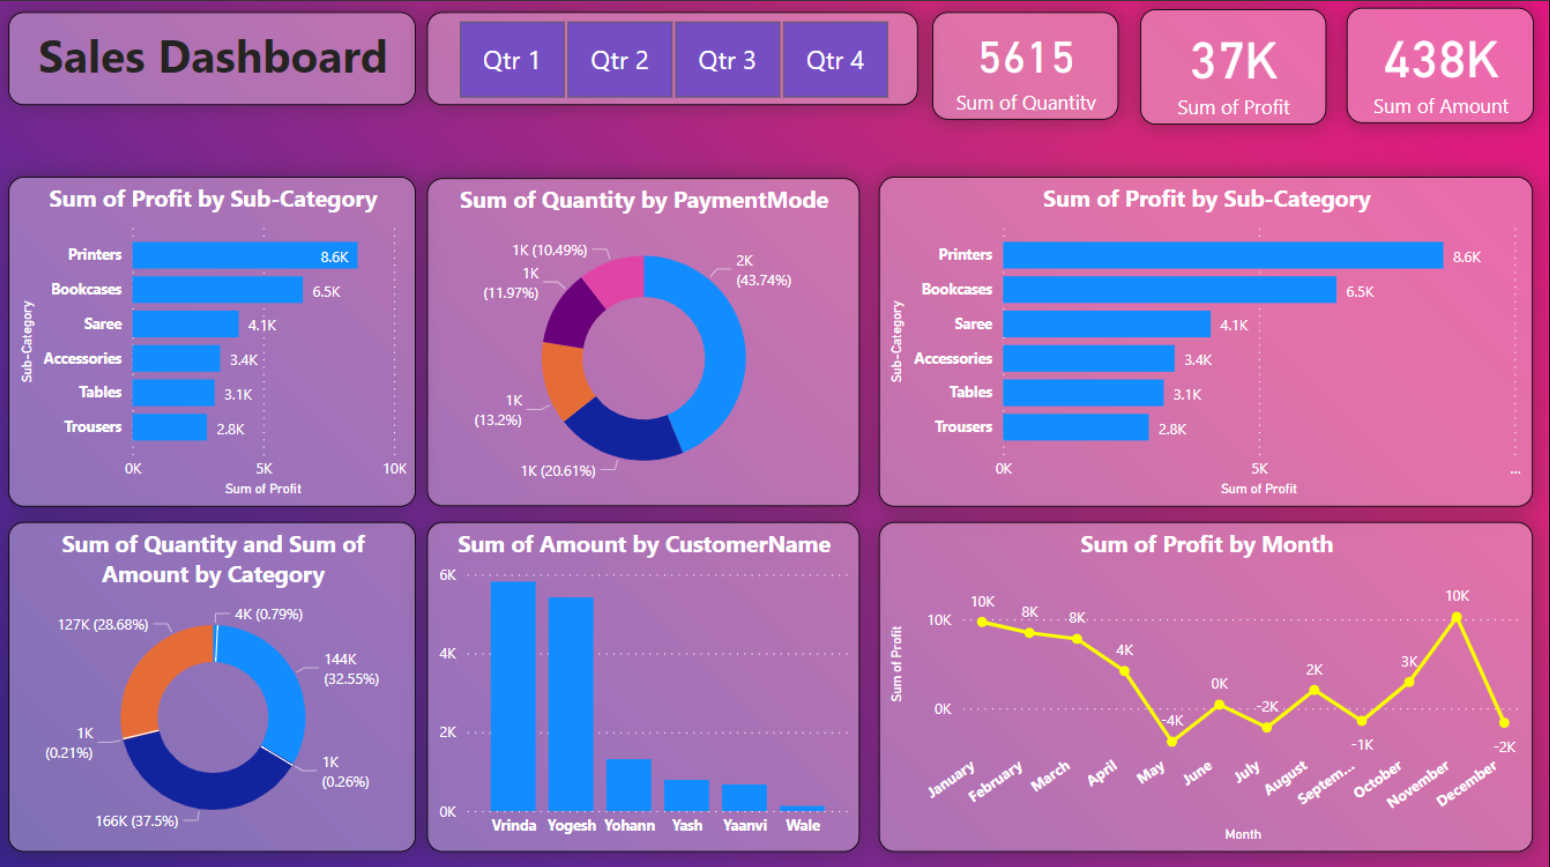 Sales Dashboard
Qtr 1
Qtr 2
Qtr 3
Qtr 4
5615
Sum of Quantity
37K
Sum of Profit
438K
Sum of Amount
Sum of Profit by Sub-Category
Sub-Category
Printers
8.6K
Bookcases
6.5K
Saree
4.1K
Accessories
3.4K
Tables
3.1K
Trousers
2.8K
0K
5K
10K
Sum of Profit
Sum of Quantity by PaymentMode
1K (10.49%)
2K
(43.74%)
1K
(11.97%)
1K
(13.2%)
1K (20.61%)
Sum of Profit by Sub-Category
Sub-Category
Printers
8.6K
Bookcases
6.5K
Saree
4.1K
Accessories
3.4K
Tables
3.1K
Trousers
2.8K
0K
5K
...
Sum of Profit
Sum of Quantity and Sum of
Amount by Category
4K (0.79%)
127K (28.68%)
144K
(32.55%)
1K
(0.21%)
1K
(0.26%)
166K (37.5%)
Sum of Amount by CustomerName
6K
4K
2K
0K
Vrinda
Yogesh
Yohann
Yash
Yaanvi
Wale
Sum of Profit by Month
Sum of Profit
10K
0K
10K
8K
8K
4K
-4K
0K
-2K
2K
-1K
3K
10K
-2K
January
February
March
April
May
June
July
August
Septem...
October
November
December
Month